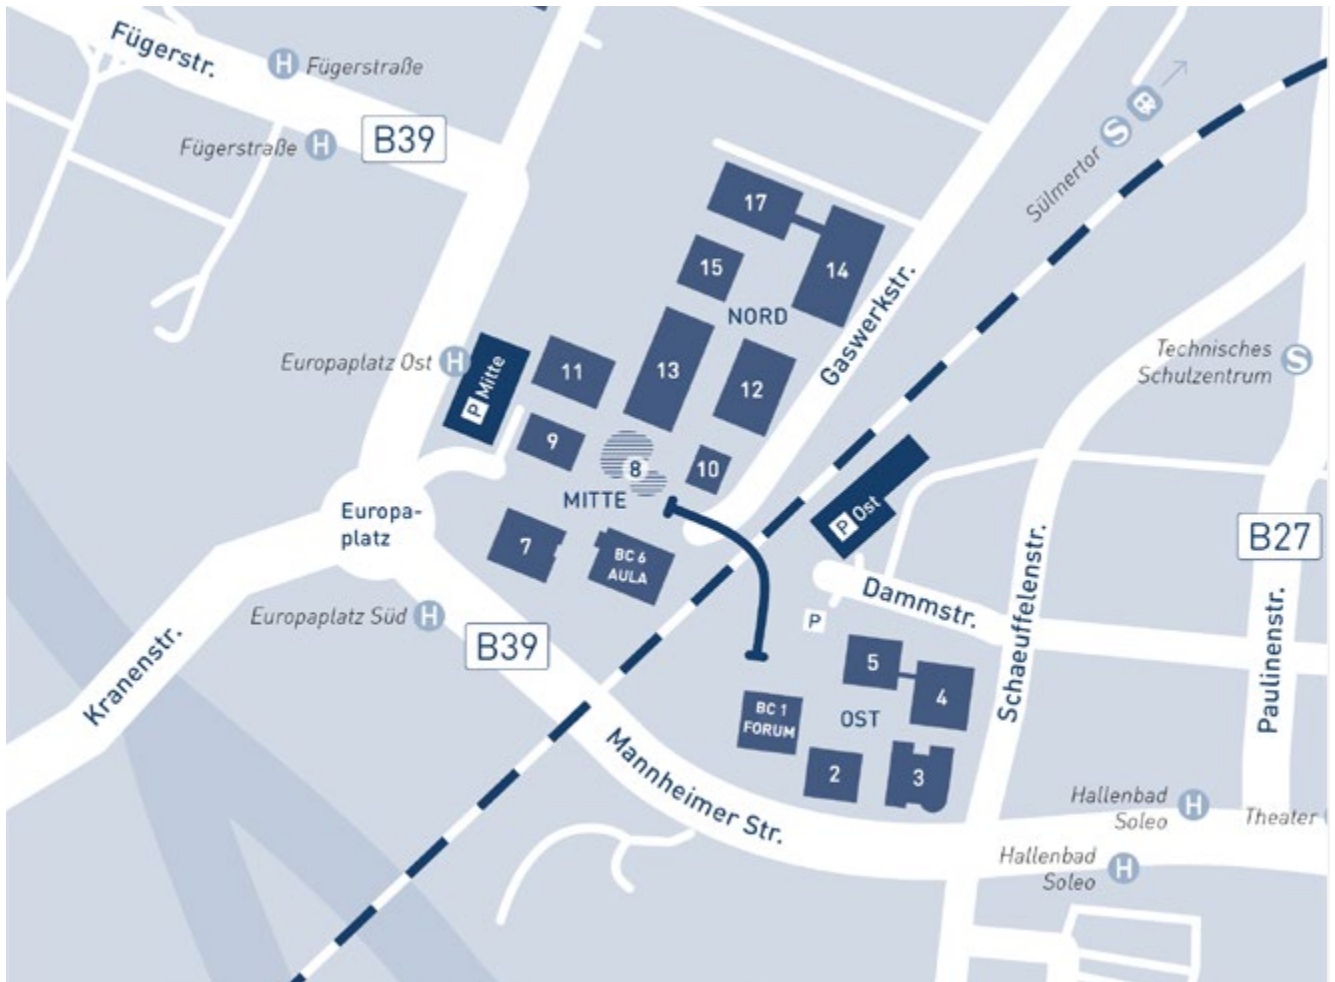 Fügerstr.
H Fügerstraße
Fügerstraße H
B39
17
15
14
NORD
Gaswerkstr.
Sülmertor S
Europaplatz Ost H
P Mitte
11
13
12
Technisches
Schulzentrum S
9
8
10
MITTE
Europa-
platz
7
BC 6
AULA
P Ost
B27
Dammstr.
Schaeuffelenstr.
Paulinenstr.
Europaplatz Süd H
B39
P
5
4
Kranenstr.
BC 1
FORUM
OST
2
3
Mannheimer Str.
Hallenbad
Soleo H
Theater
Hallenbad
Soleo H